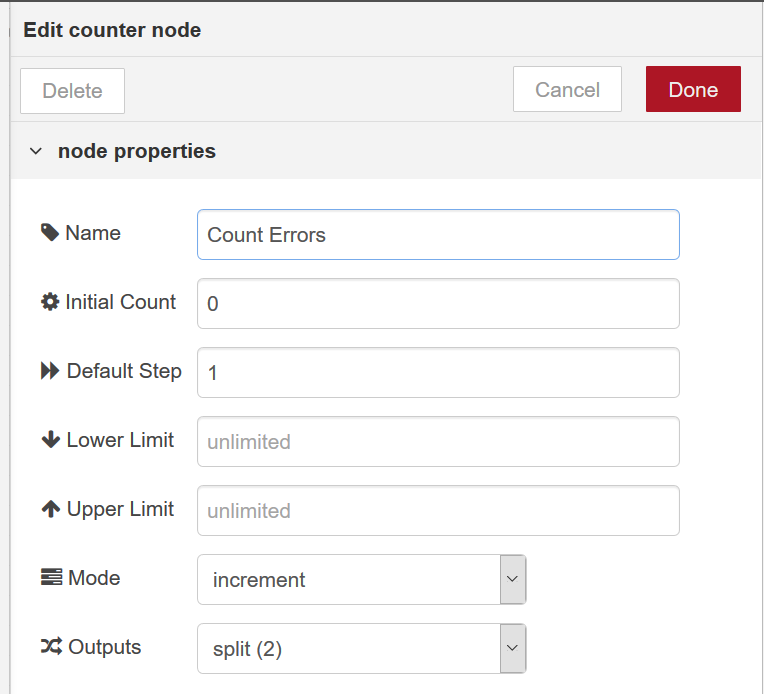 Edit counter node
Delete Cancel Done
node properties
Name Count Errors
Initial Count 0
Default Step 1
Lower Limit unlimited
Upper Limit unlimited
Mode increment
Outputs split (2)